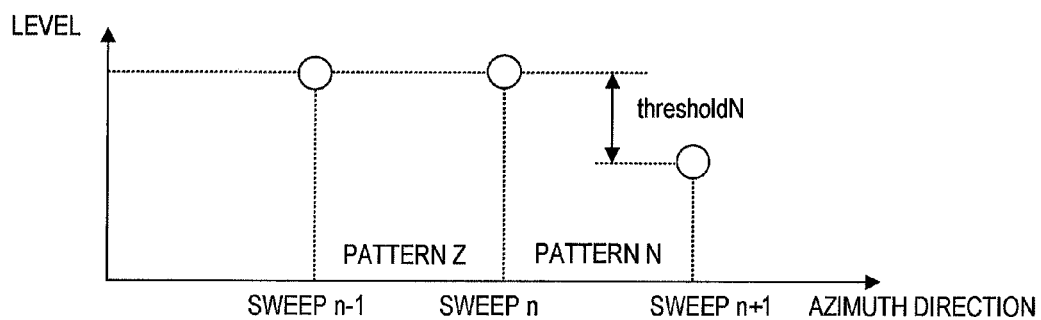 LEVEL
thresholdN
PATTERN Z
PATTERN N
SWEEP n-1
SWEEP n
SWEEP n+1
AZIMUTH DIRECTION